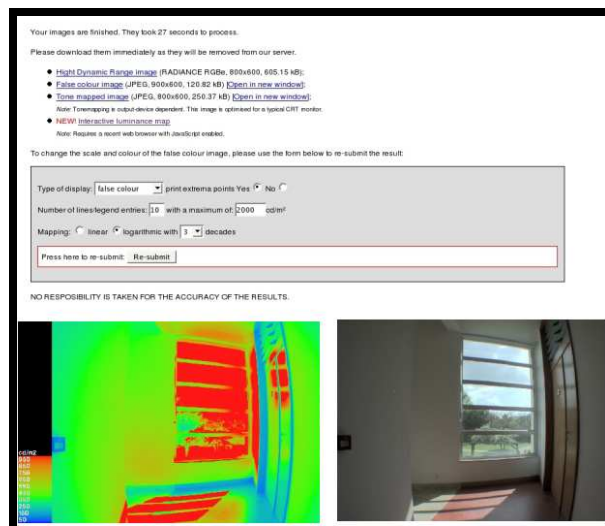 Your images are finished. They took 27 seconds to process.
Please download them immediately as they will be removed from our server.
Hight Dynamic Range image (RADIANCE RGBe, 800x600, 605.15 kB);
False colour image (JPEG, 900x600, 120.82 kB) [Open in new window];
Tone mapped image (JPEG, 800x600, 250.37 kB) [Open in new window];
Note: Tonemapping is output-device dependent. This image is optimised for a typical CRT monitor.
NEW! Interactive luminance map
Note: Requires a recent web browser with JavaScript enabled.
To change the scale and colour of the false colour image, please use the form below to re-submit the result:
Type of display: false colour print extrema points Yes No
Number of lines/legend entries: 10 with a maximum of: 2000 cd/m²
Mapping: linear logarithmic with 3 decades
Press here to re-submit: Re-submit
NO RESPOSIBILITY IS TAKEN FOR THE ACCURACY OF THE RESULTS.
cd/m2
50